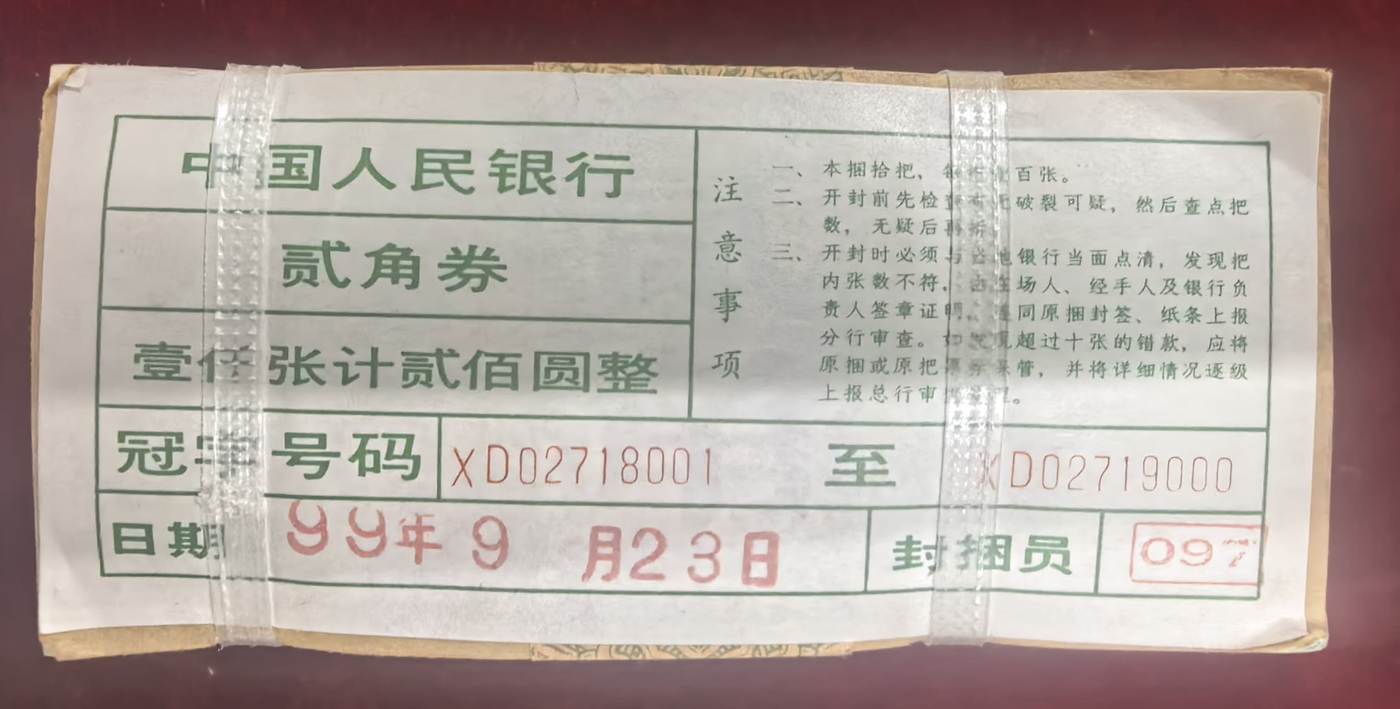 中国人民银行
贰角券
壹仟张计贰佰圆整
注意事项
一、本捆拾把，每把壹百张。
二、开封前先检查有无破裂可疑，然后查点把
数，无疑后再拆。
三、开封时必须与当地银行当面点清，发现把
内张数不符，由在场人、经手人及银行负
责人签章证明，连同原捆封签、纸条上报
分行审查。如发现超过十张的错款，应将
原捆或原把票券保管，并将详细情况逐级
上报总行审
冠字号码 XD02718001 至 XD02719000
日期 99年9月23日 封捆员 097